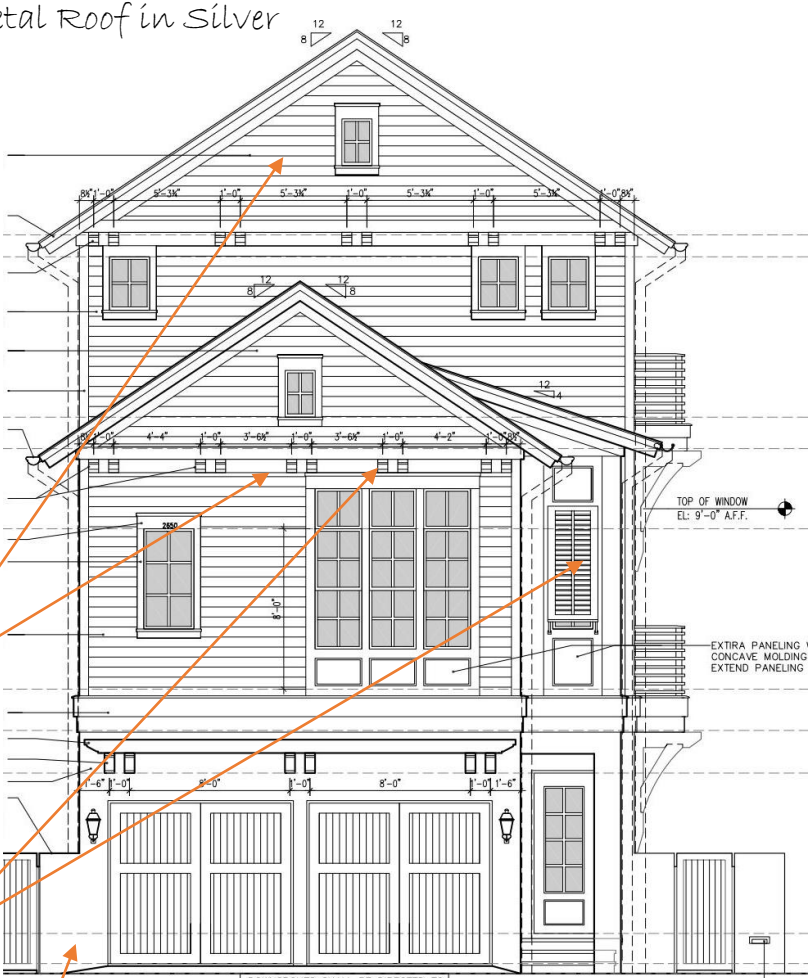 etal Roof in Silver
12 12
8 8
8½" 1'-0" 5'-3¾" 1'-0" 5'-3¾" 1'-0" 5'-3¾" 1'-0" 5'-3¾" 1'-0" 8½"
12 12
8 8
12
4
8½" 1'-0" 4'-4" 1'-0" 3'-6½" 1'-0" 3'-6½" 1'-0" 4'-2" 1'-0" 8½"
TOP OF WINDOW
EL: 9'-0" A.F.F.
2650
8'-0"
EXTIRA PANELING
CONCAVE MOLDING
EXTEND PANELING
1'-6" 1'-0" 8'-0" 1'-0" 8'-0" 1'-0" 1'-6"